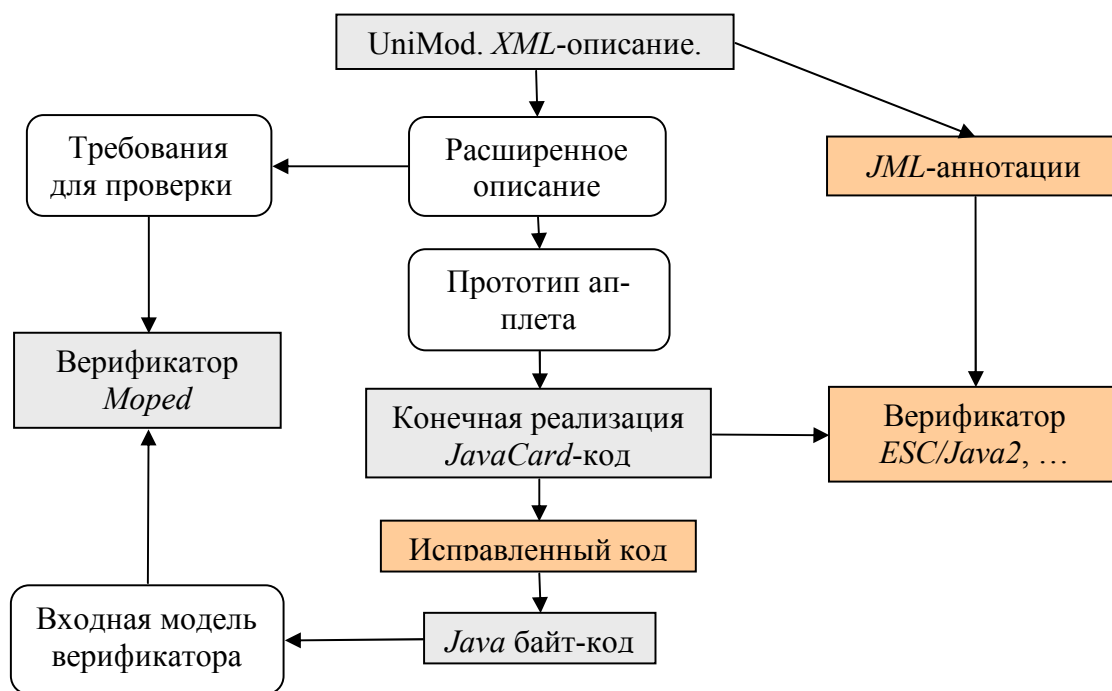 UniMod. XML-описание.
Требования
для проверки
Расширенное
описание
JML-аннотации
Прототип ап-
плета
Верификатор
Moped
Конечная реализация
JavaCard-код
Верификатор
ESC/Java2, …
Исправленный код
Входная модель
верификатора
Java байт-код